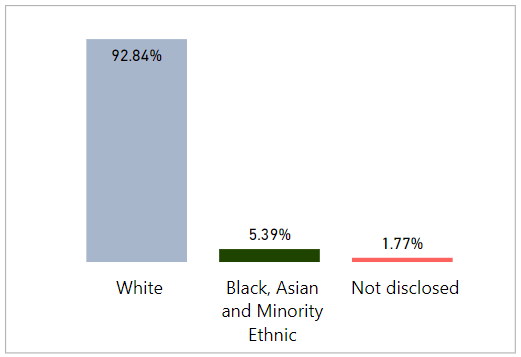 92.84%
5.39%
1.77%
White
Black, Asian
and Minority
Ethnic
Not disclosed